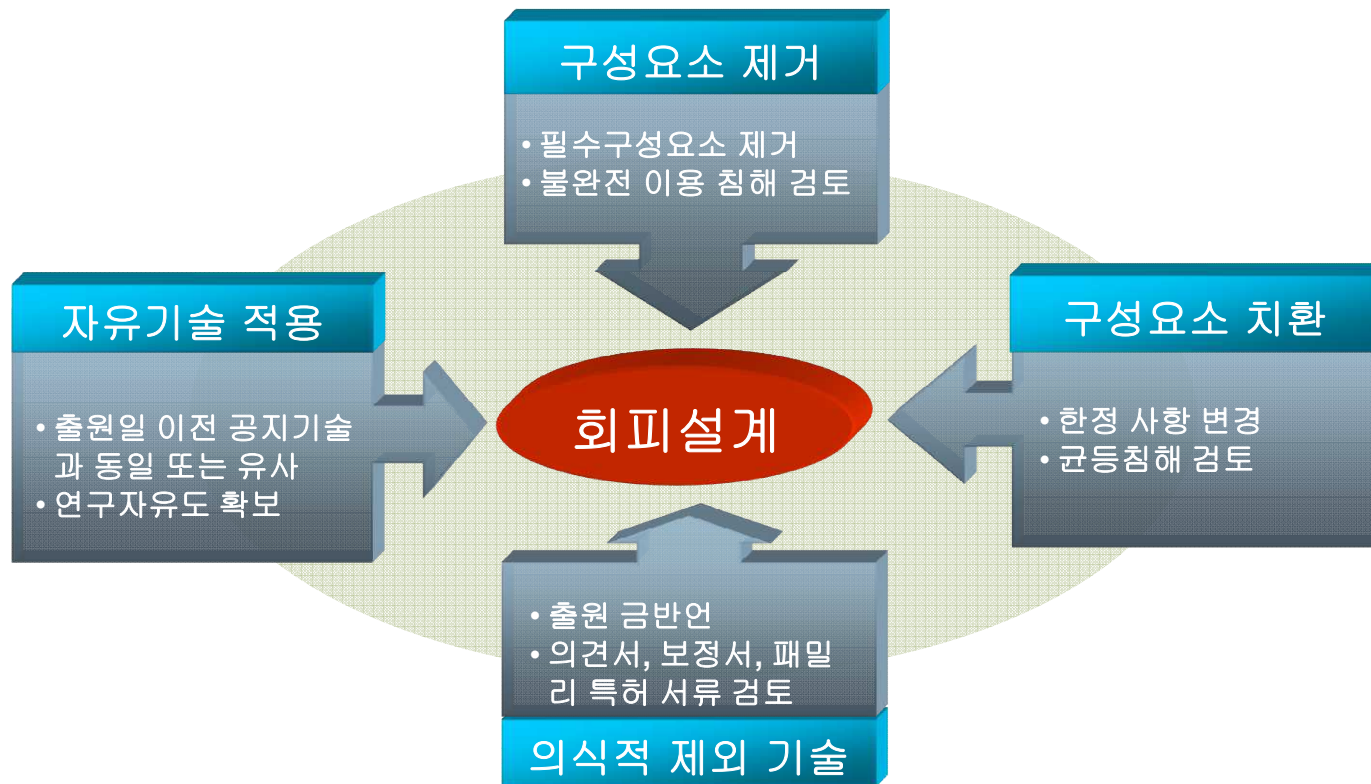 구성요소 제거
• 필수구성요소 제거
• 불완전 이용 침해 검토
자유기술 적용
• 출원일 이전 공지기술
과 동일 또는 유사
• 연구자유도 확보
회피설계
구성요소 치환
• 한정 사항 변경
• 균등침해 검토
• 출원 금반언
• 의견서, 보정서, 패밀
리 특허 서류 검토
의식적 제외 기술